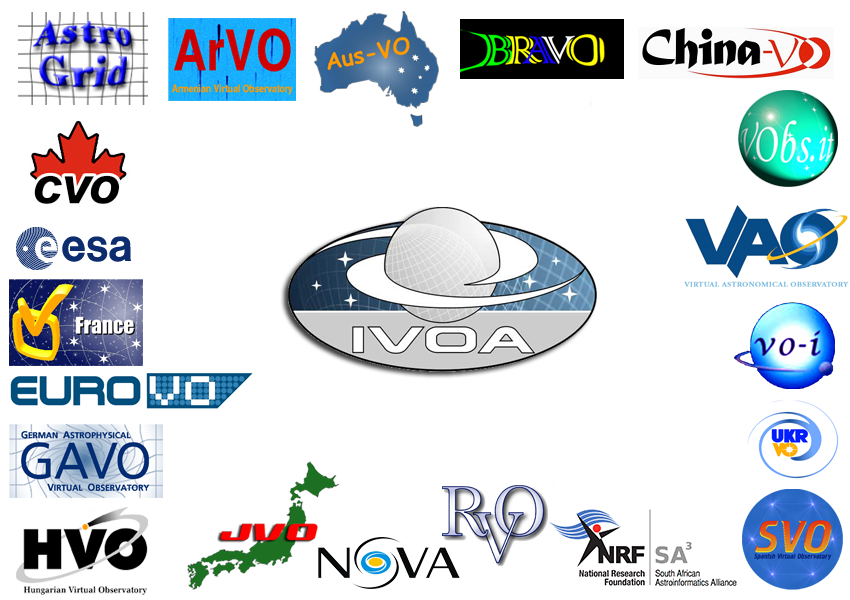 Astro
Grid
ArVO
Armenian Virtual Observatory
Aus-VO
BRAVO
China-VO
VObs.it
CVO
esa
VAO
VIRTUAL ASTRONOMICAL OBSERVATORY
France
IVOA
vo-i
EURO VO
GERMAN ASTROPHYSICAL
GAVO
VIRTUAL OBSERVATORY
UKR
VO
HVO
Hungarian Virtual Observatory
JVO
NOVA
RVO
NRF
National Research
Foundation
SA3
South African
Astroinformatics Alliance
SVO
Spanish Virtual Observatory